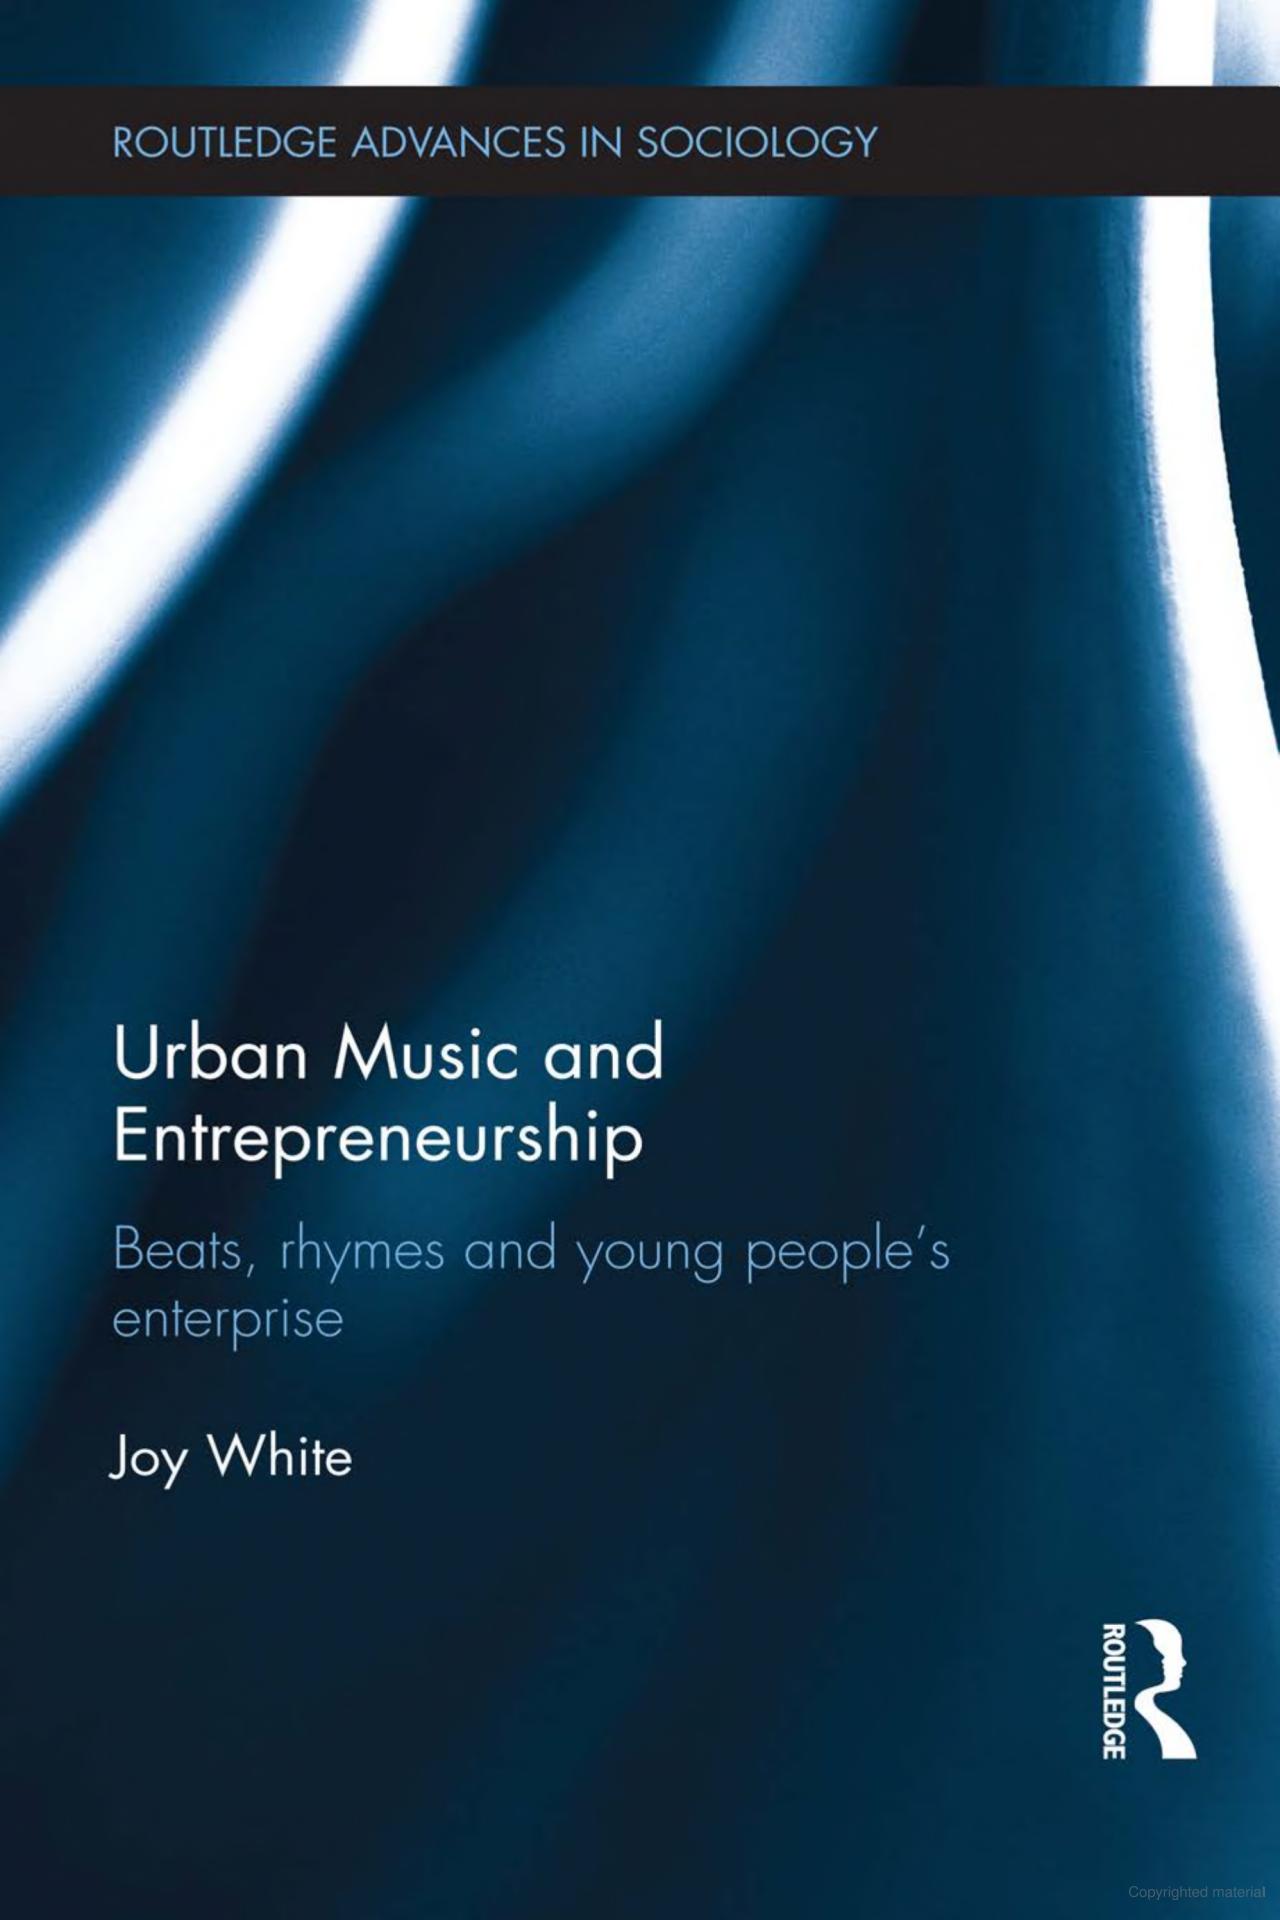 ROUTLEDGE ADVANCES IN SOCIOLOGY
Urban Music and
Entrepreneurship
Beats, rhymes and young people’s
enterprise
Joy White
ROUTLEDGE
Copyrighted material